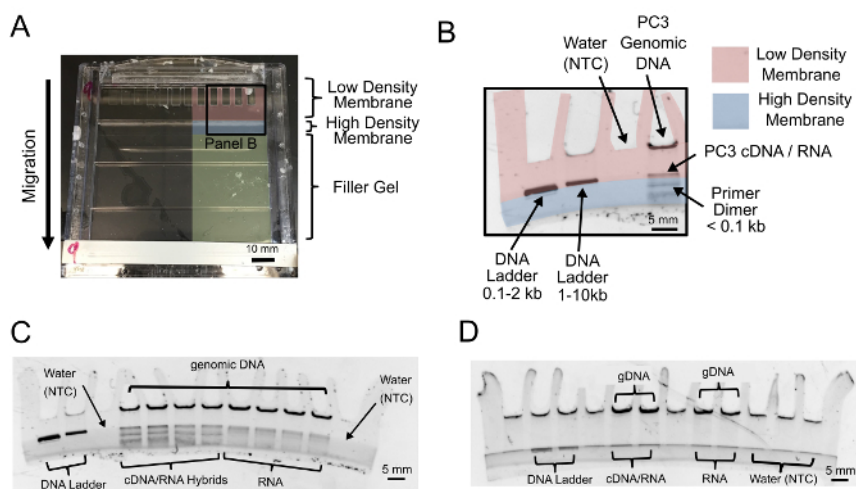 A
Migration
9
9
Low Density
Membrane
High Density
Membrane
Panel B
Filler Gel
10 mm
B
Water
(NTC)
PC3
Genomic
DNA
Low Density
Membrane
High Density
Membrane
PC3 cDNA / RNA
Primer
Dimer
< 0.1 kb
5 mm
DNA
Ladder
0.1-2 kb
DNA
Ladder
1-10kb
C
genomic DNA
Water
(NTC)
Water
(NTC)
DNA Ladder
cDNA/RNA Hybrids
RNA
5 mm
D
gDNA
gDNA
DNA Ladder
cDNA/RNA
RNA
Water (NTC)
5 mm